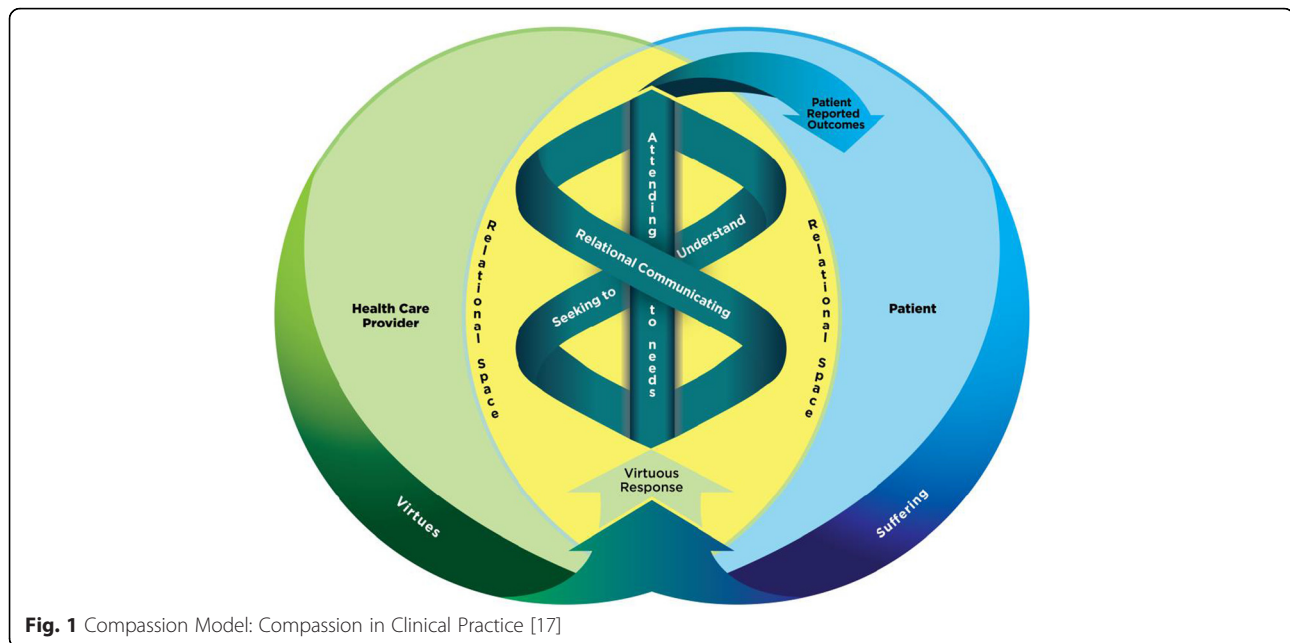 Patient
Reported
Outcomes
Attending to needs
Relational Communicating
Seeking to Understand
Relational Space
Relational Space
Health Care
Provider
Patient
Virtuous
Response
Virtues
Suffering
Fig. 1 Compassion Model: Compassion in Clinical Practice [17]